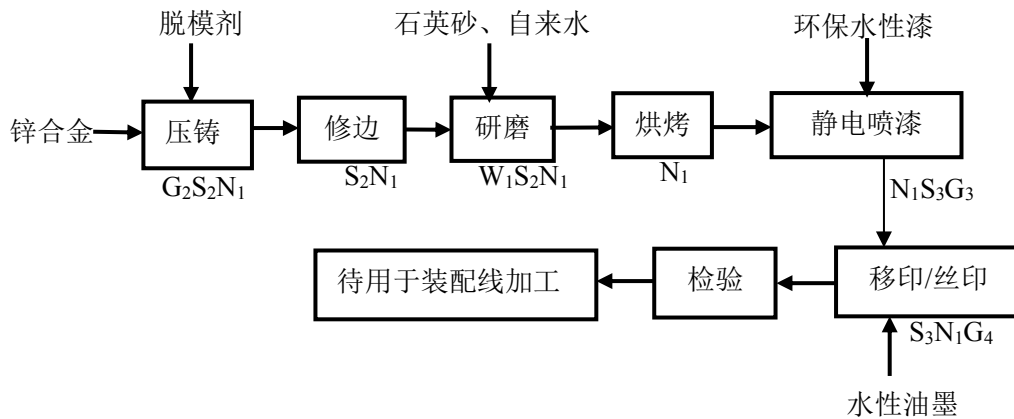 脱模剂
石英砂、自来水
环保水性漆
锌合金
压铸
修边
研磨
烘烤
静电喷漆
G₂S₂N₁
S₂N₁
W₁S₂N₁
N₁
N₁S₃G₃
待用于装配线加工
检验
移印/丝印
S₃N₁G₄
水性油墨